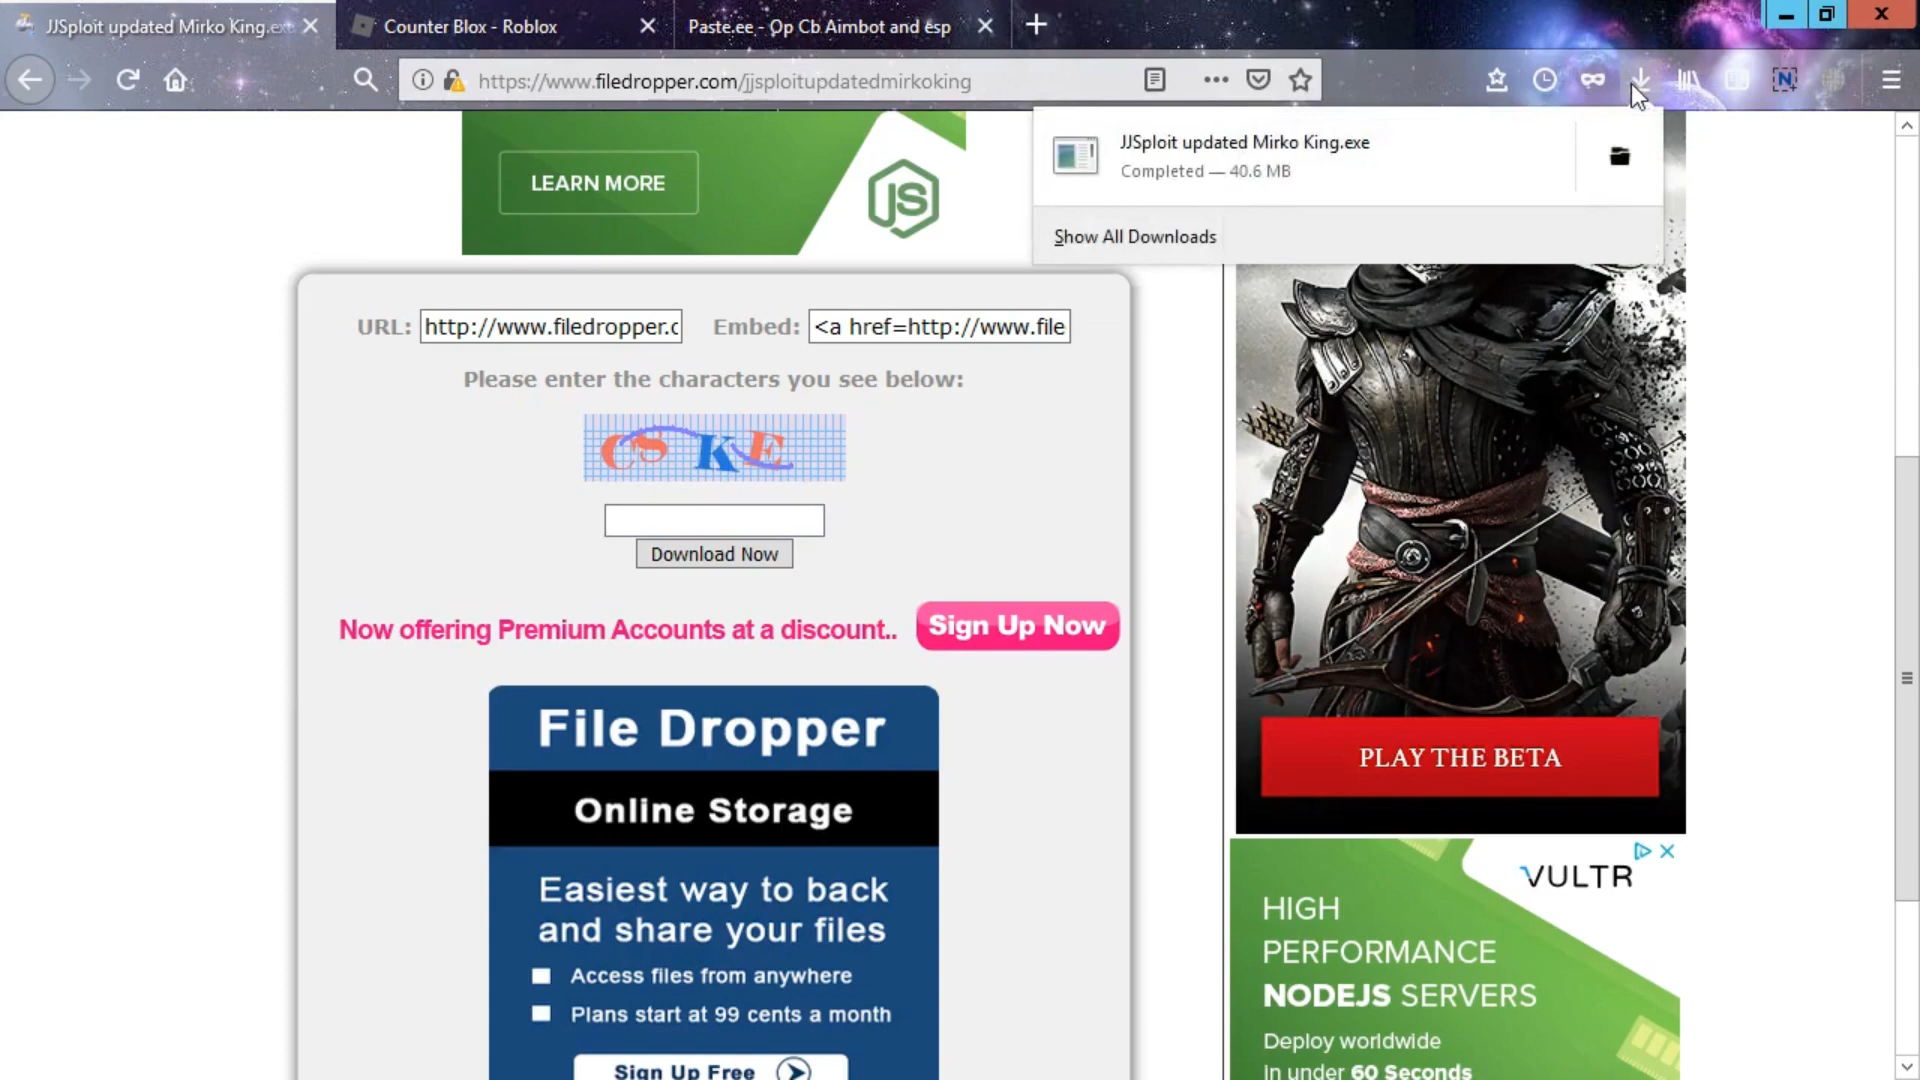 JJSploit updated Mirko King.exe
Counter Blox - Roblox
Paste.ee - Op Cb Aimbot and esp
https://www.filedropper.com/jjsploitupdatedmirkoking
N
JJSploit updated Mirko King.exe
Completed — 40.6 MB
Show All Downloads
LEARN MORE
JS
URL: http://www.filedropper.c Embed: <a href=http://www.file
Please enter the characters you see below:
CS KE
Download Now
Now offering Premium Accounts at a discount..
Sign Up Now
File Dropper
Online Storage
Easiest way to back
and share your files
Access files from anywhere
Plans start at 99 cents a month
Sign Up Free
PLAY THE BETA
VULTR
HIGH
PERFORMANCE
NODEJS SERVERS
Deploy worldwide
In under 60 Seconds